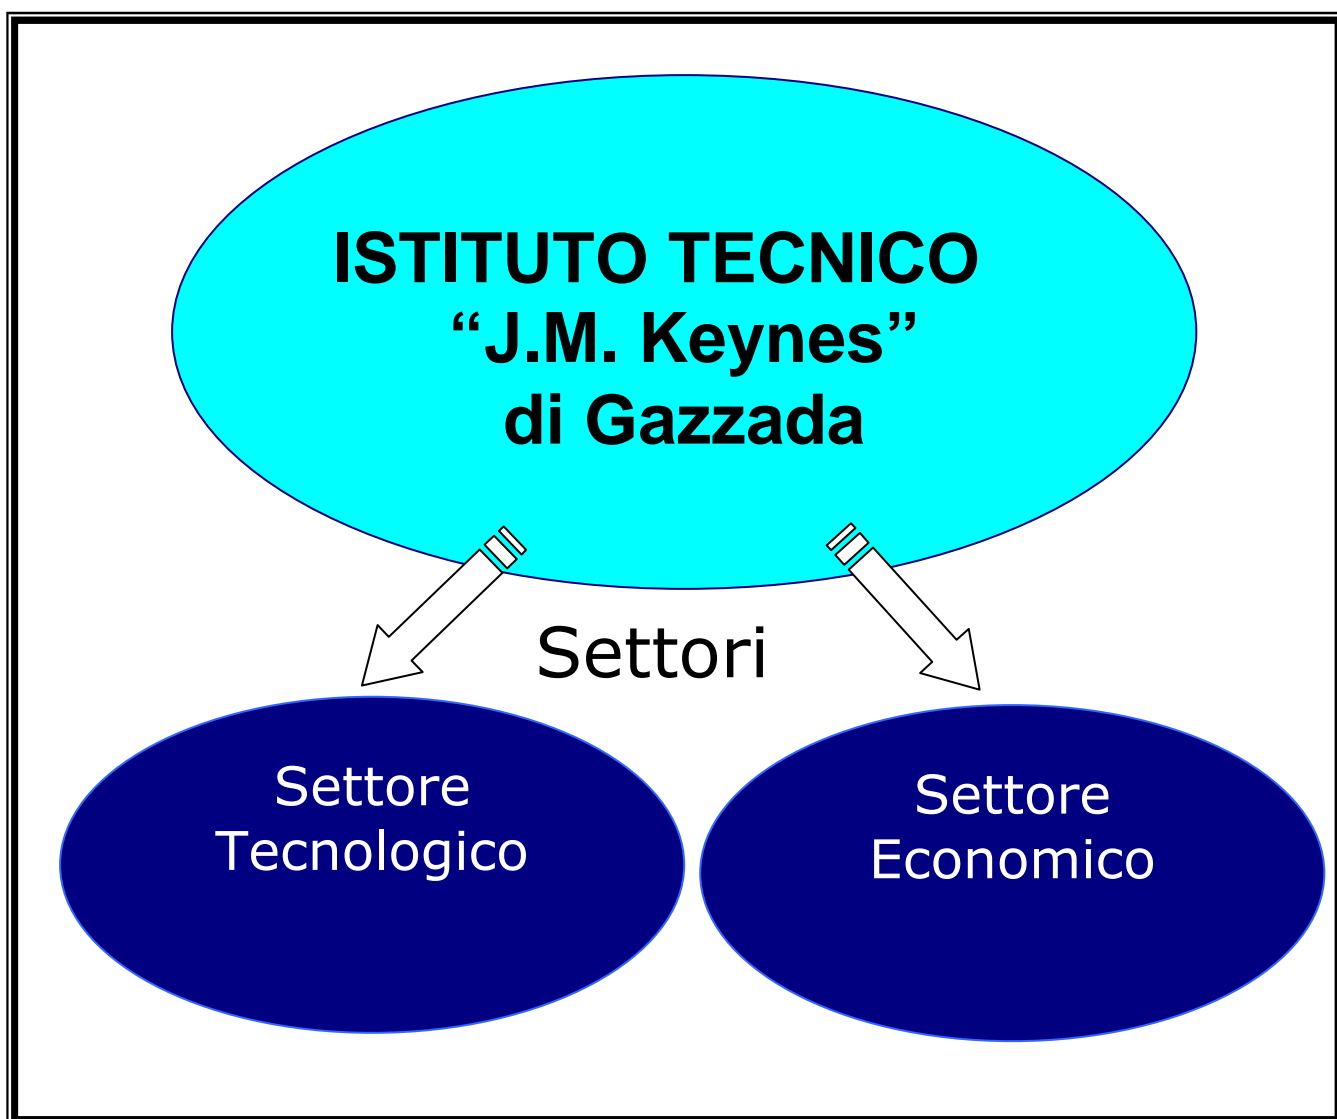 ISTITUTO TECNICO
“J.M. Keynes”
di Gazzada
Settori
Settore
Tecnologico
Settore
Economico